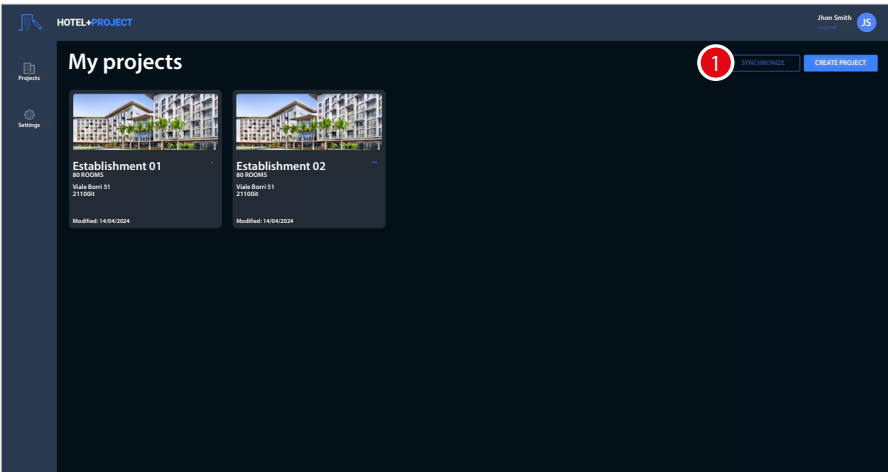 HOTEL+PROJECT
Jhon Smith
Logout
JS
Projects
Settings
My projects
1
SYNCHRONIZE
CREATE PROJECT
Establishment 01
80 ROOMS
Viale Borri 51
21100it
Modified: 14/04/2024
Establishment 02
80 ROOMS
Viale Borri 51
21100it
Modified: 14/04/2024